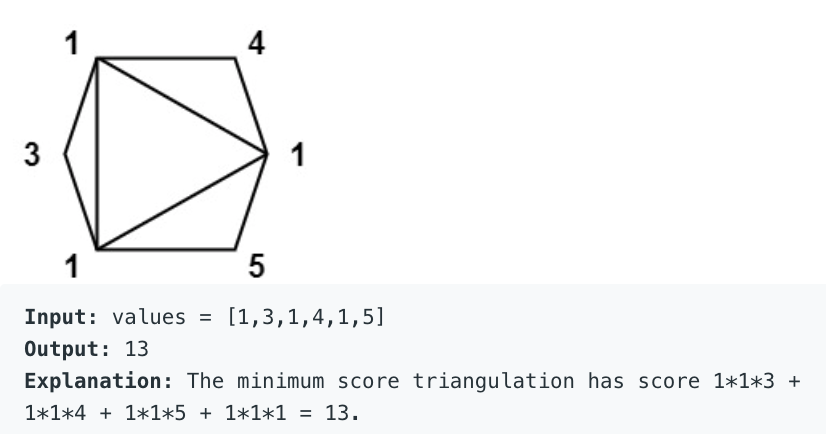 1 4
3 1
1 5
Input: values = [1,3,1,4,1,5]
Output: 13
Explanation: The minimum score triangulation has score 1*1*3 +
1*1*4 + 1*1*5 + 1*1*1 = 13.